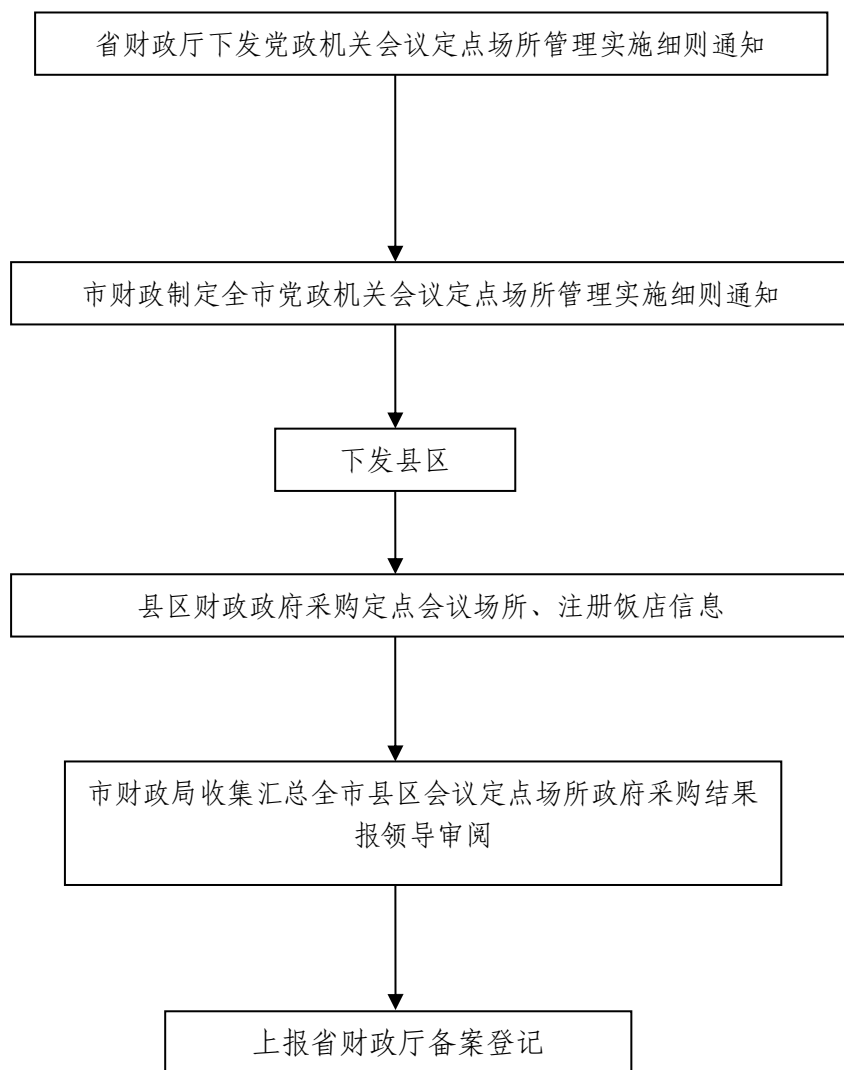 省财政厅下发党政机关会议定点场所管理实施细则通知
市财政制定全市党政机关会议定点场所管理实施细则通知
下发县区
县区财政政府采购定点会议场所、注册饭店信息
市财政局收集汇总全市县区会议定点场所政府采购结果
报领导审阅
上报省财政厅备案登记